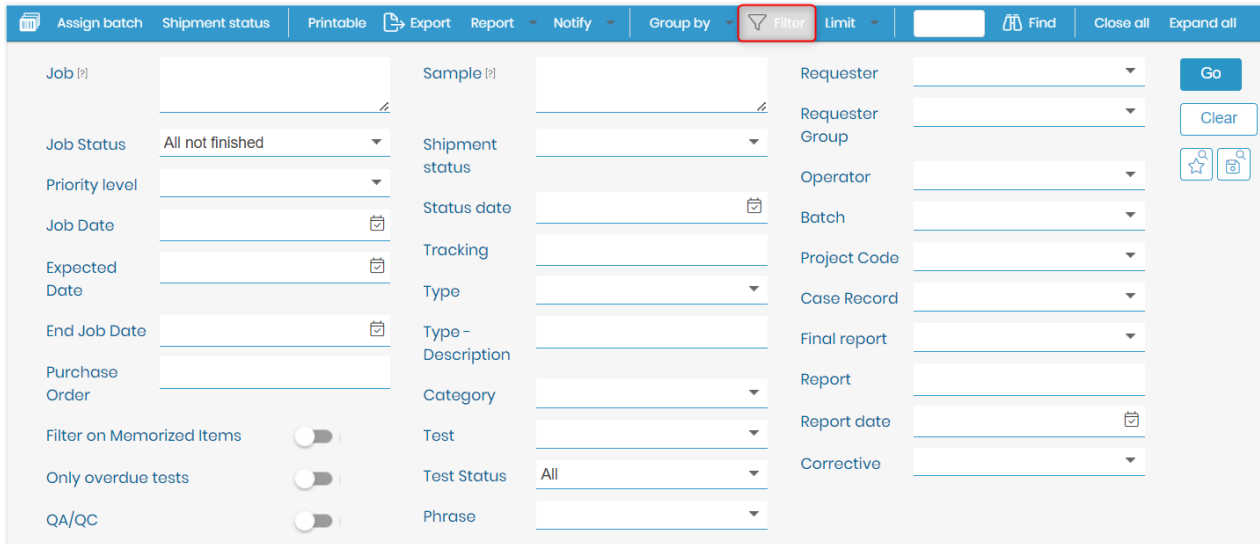 Assign batch Shipment status Printable Export Report Notify Group by Filter Limit Find Close all Expand all
Job [?]
Job Status All not finished
Priority level
Job Date
Expected
Date
End Job Date
Purchase
Order
Filter on Memorized Items
Only overdue tests
QA/QC
Sample [?]
Shipment
status
Status date
Tracking
Type
Type -
Description
Category
Test
Test Status All
Phrase
Requester
Requester
Group
Operator
Batch
Project Code
Case Record
Final report
Report
Report date
Corrective
Go
Clear